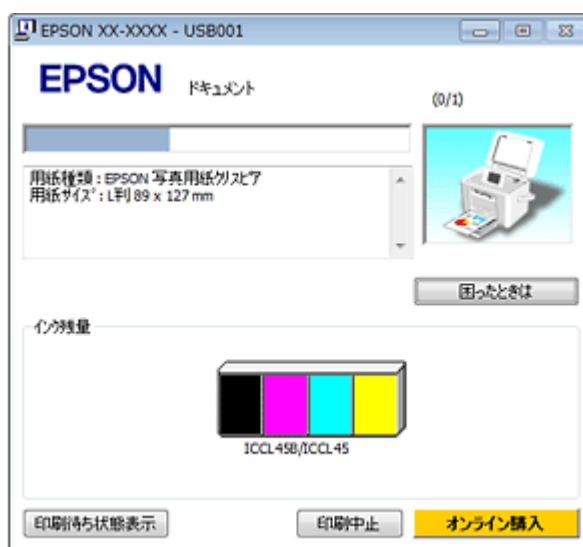 EPSON XX-XXXX - USB001
EPSON ドキュメント
(0/1)
用紙種類 : EPSON 写真用紙クリスピア
用紙サイズ : L判 89 x 127 mm
困ったときは
インク残量
ICCL45B/ICCL45
印刷待ち状態表示
印刷中止
オンライン購入